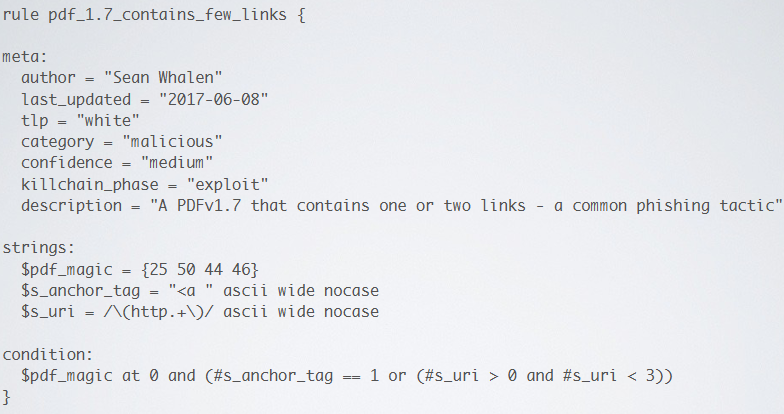 rule pdf_1.7_contains_few_links {
meta:
author = "Sean Whalen"
last_updated = "2017-06-08"
tlp = "white"
category = "malicious"
confidence = "medium"
killchain_phase = "exploit"
description = "A PDFv1.7 that contains one or two links - a common phishing tactic"
strings:
$pdf_magic = {25 50 44 46}
$s_anchor_tag = "<a " ascii wide nocase
$s_uri = /\(http.+\)/ ascii wide nocase
condition:
$pdf_magic at 0 and (#s_anchor_tag == 1 or (#s_uri > 0 and #s_uri < 3))
}